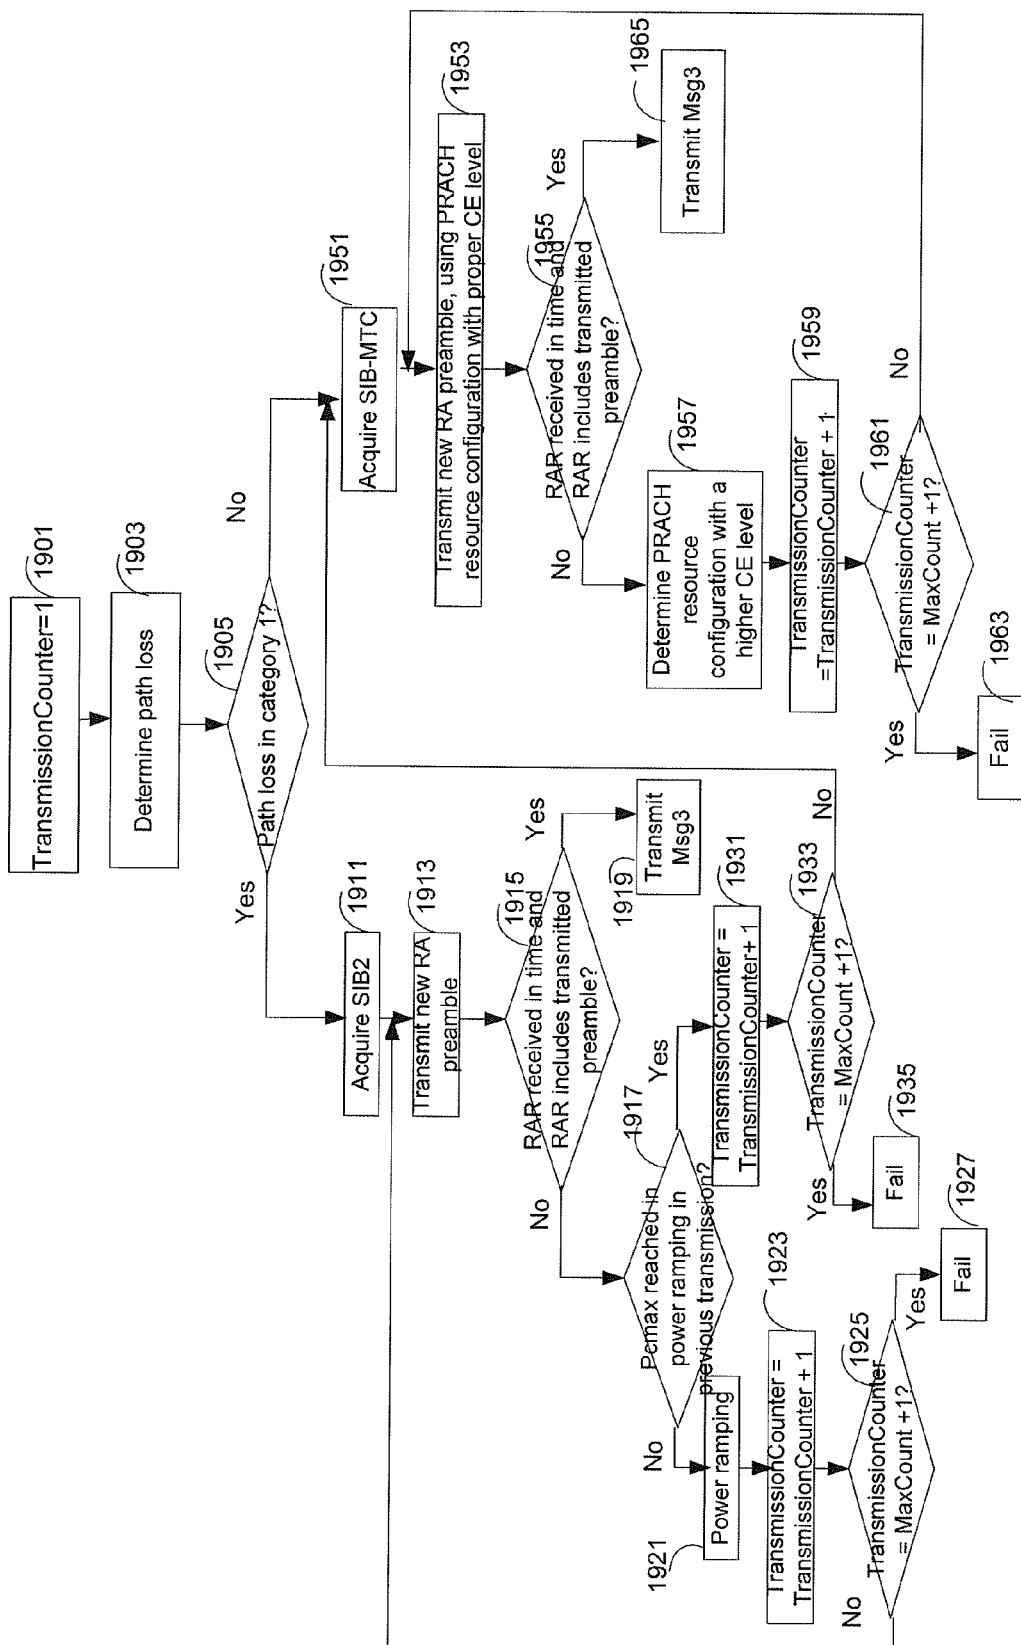 TransmissionCounter=1
1901
Determine path loss
1903
Path loss in category 1?
1905
Yes
No
Acquire SIB2
1911
Transmit new RA
preamble
1913
RAR received in time and
RAR includes transmitted
preamble?
1915
Yes
No
Transmit
Msg3
1919
Pcmax reached in
power ramping in
previous transmission?
1917
No
Yes
Power ramping
1921
TransmissionCounter =
TransmissionCounter + 1
1923
TransmissionCounter
= MaxCount +1?
1925
No
Yes
Fail
1927
TransmissionCounter =
TransmissionCounter+ 1
1931
TransmissionCounter
= MaxCount +1?
1933
Yes
No
Fail
1935
Acquire SIB-MTC
1951
Transmit new RA preamble, using PRACH
resource configuration with proper CE level
1953
RAR received in time and
RAR includes transmitted
preamble?
1955
No
Yes
Transmit Msg3
1965
Determine PRACH
resource
configuration with a
higher CE level
1957
TransmissionCounter
=TransmissionCounter + 1
1959
TransmissionCounter
= MaxCount +1?
1961
Yes
No
Fail
1963